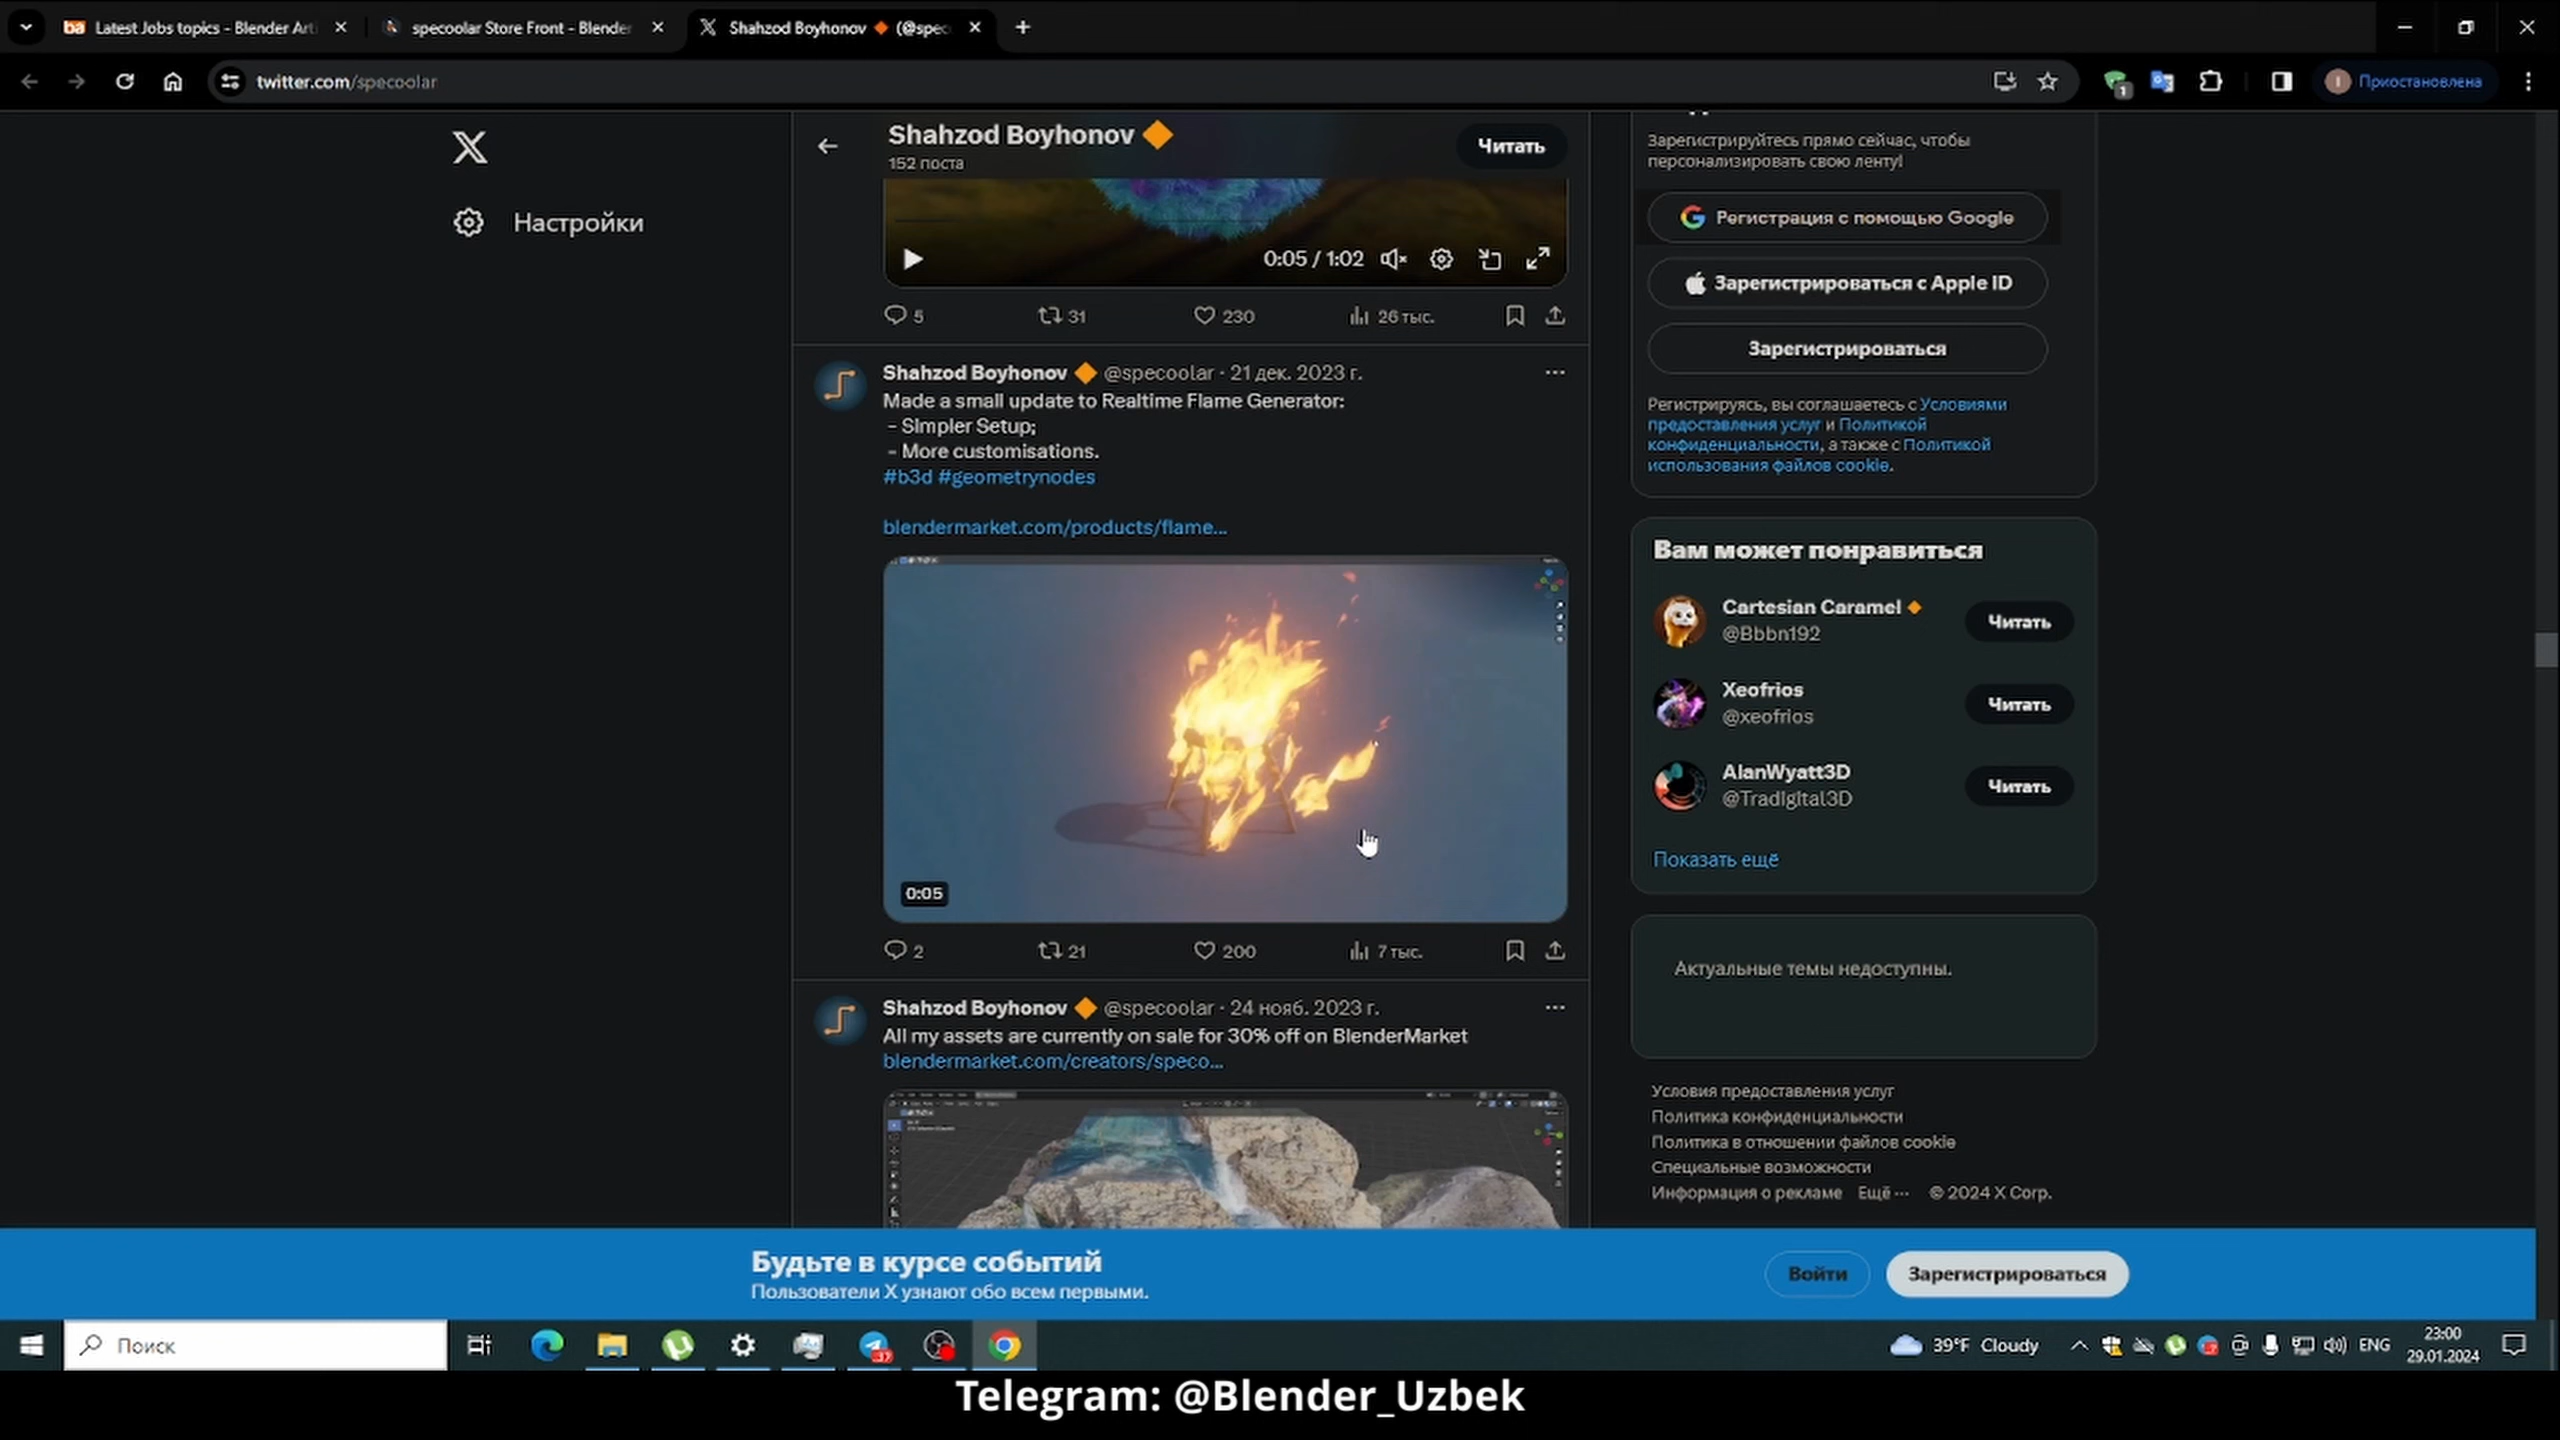 Latest Jobs topics - Blender Art
specoolar Store Front - Blender
Shahzod Boyhonov 🔶 (@spec
twitter.com/specoolar
1
Приостановлена
Настройки
Shahzod Boyhonov 🔶
152 поста
Читать
0:05 / 1:02
5
31
230
26 тыс.
Shahzod Boyhonov 🔶 @specoolar · 21 дек. 2023 г.
Made a small update to Realtime Flame Generator:
- Simpler Setup;
- More customisations.
#b3d #geometrynodes
blendermarket.com/products/flame...
0:05
2
21
200
7 тыс.
Shahzod Boyhonov 🔶 @specoolar · 24 нояб. 2023 г.
All my assets are currently on sale for 30% off on BlenderMarket
blendermarket.com/creators/speco...
Зарегистрируйтесь прямо сейчас, чтобы
персонализировать свою ленту!
Регистрация с помощью Google
Зарегистрироваться с Apple ID
Зарегистрироваться
Регистрируясь, вы соглашаетесь с Условиями
предоставления услуг и Политикой
конфиденциальности, а также с Политикой
использования файлов cookie.
Вам может понравиться
Cartesian Caramel 🔸
@Bbbn192
Читать
Xeofrios
@xeofrios
Читать
AlanWyatt3D
@Tradigital3D
Читать
Показать ещё
Актуальные темы недоступны.
Условия предоставления услуг
Политика конфиденциальности
Политика в отношении файлов cookie
Специальные возможности
Информация о рекламе Ещё ··· © 2024 X Corp.
Будьте в курсе событий
Пользователи X узнают обо всем первыми.
Войти
Зарегистрироваться
Поиск
39°F Cloudy
ENG
23:00
29.01.2024
Telegram: @Blender_Uzbek